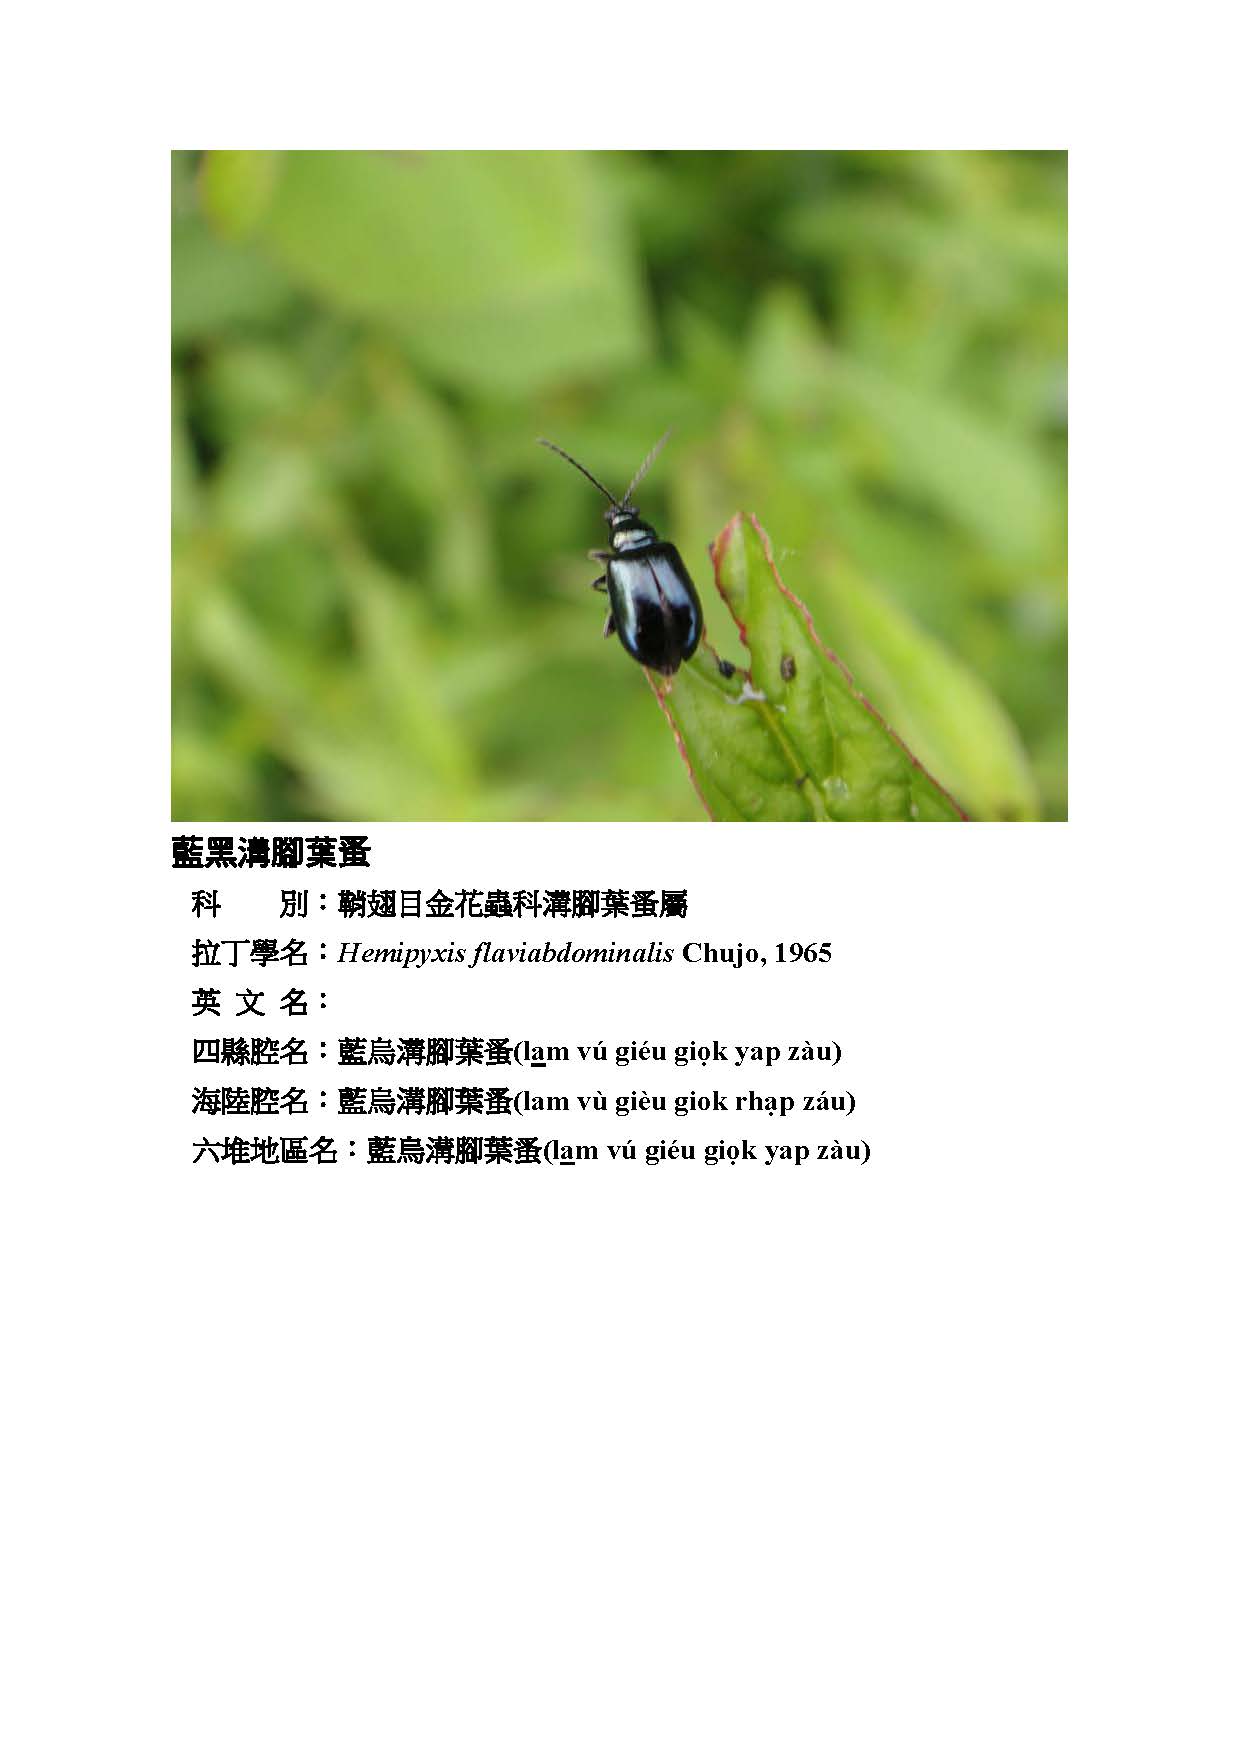 藍黑溝腳葉蚤
科　　別：鞘翅目金花蟲科溝腳葉蚤屬
拉丁學名：Hemipyxis flaviabdominalis Chujo, 1965
英 文 名：
四縣腔名：藍烏溝腳葉蚤(la̱m vú giéu giọk yap zàu)
海陸腔名：藍烏溝腳葉蚤(lam vù gièu giok rhạp záu)
六堆地區名：藍烏溝腳葉蚤(la̱m vú giéu giọk yap zàu)